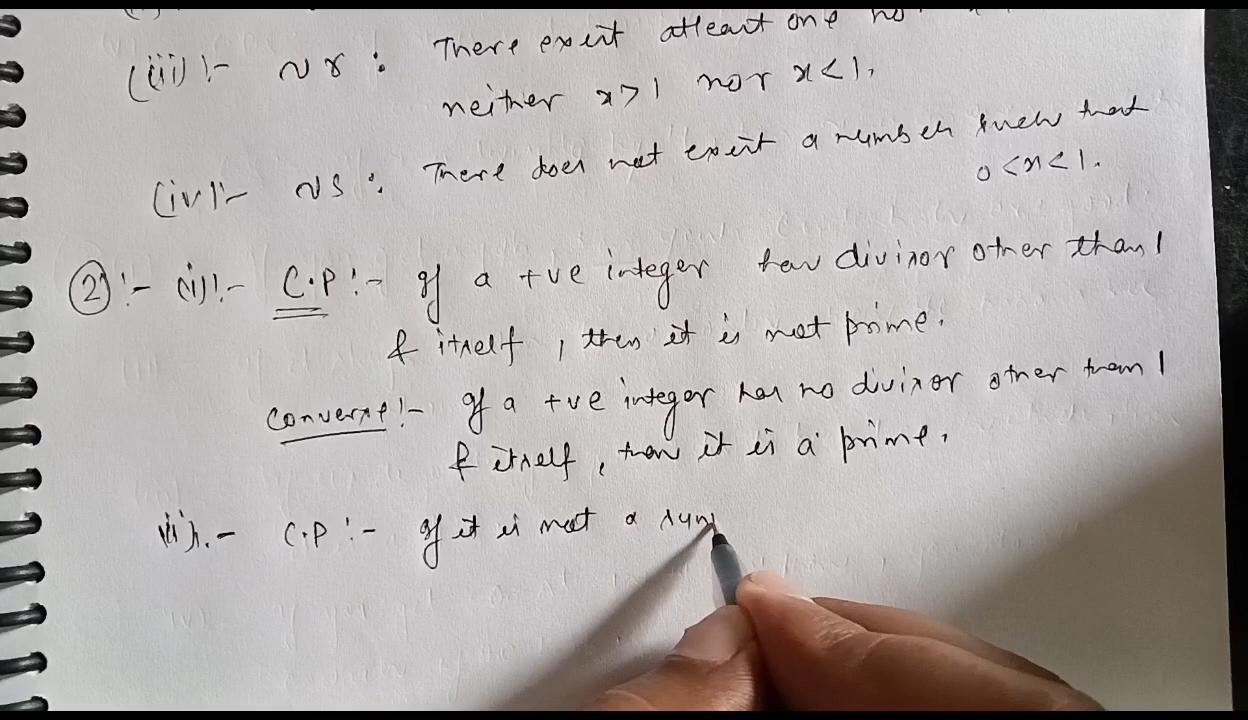 (iii) :- ~ r : There exist atleast one no
neither x > 1 nor x < 1.
(iv) :- ~ s : There does not exist a number such that
0 < x < 1.
(2) :- (i) :- C.P :- If a +ve integer has divisor other than 1
& itself, then it is not prime.
Converse :- If a +ve integer has no divisor other than 1
& itself, then it is a prime.
(ii). - C.P :- If it is not a sun